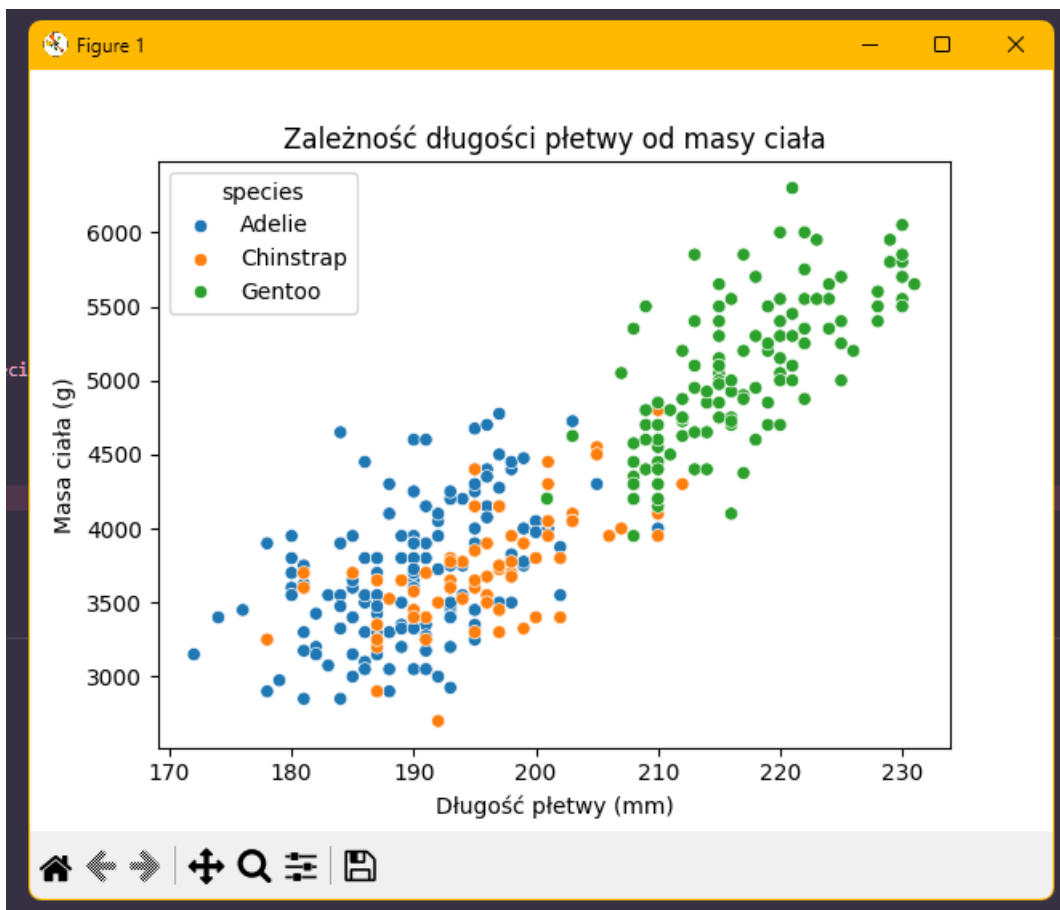 Figure 1
Zależność długości płetwy od masy ciała
species
Adelie
Chinstrap
Gentoo
6000
5500
5000
4500
4000
3500
3000
Masa ciała (g)
170 180 190 200 210 220 230
Długość płetwy (mm)
ci